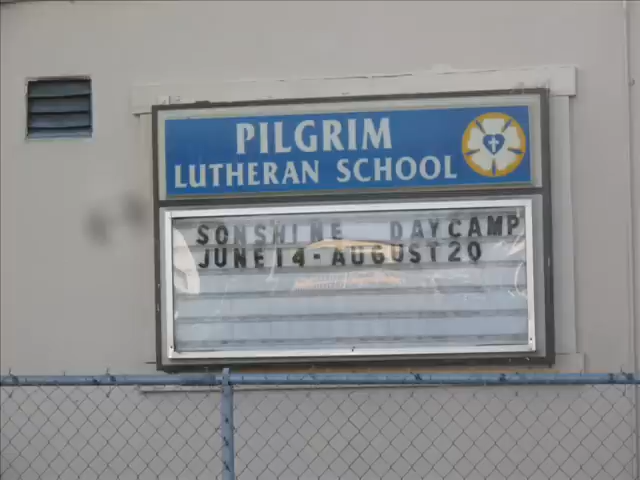 PILGRIM
LUTHERAN SCHOOL
SONSHINE DAYCAMP
JUNE 14 - AUGUST 20